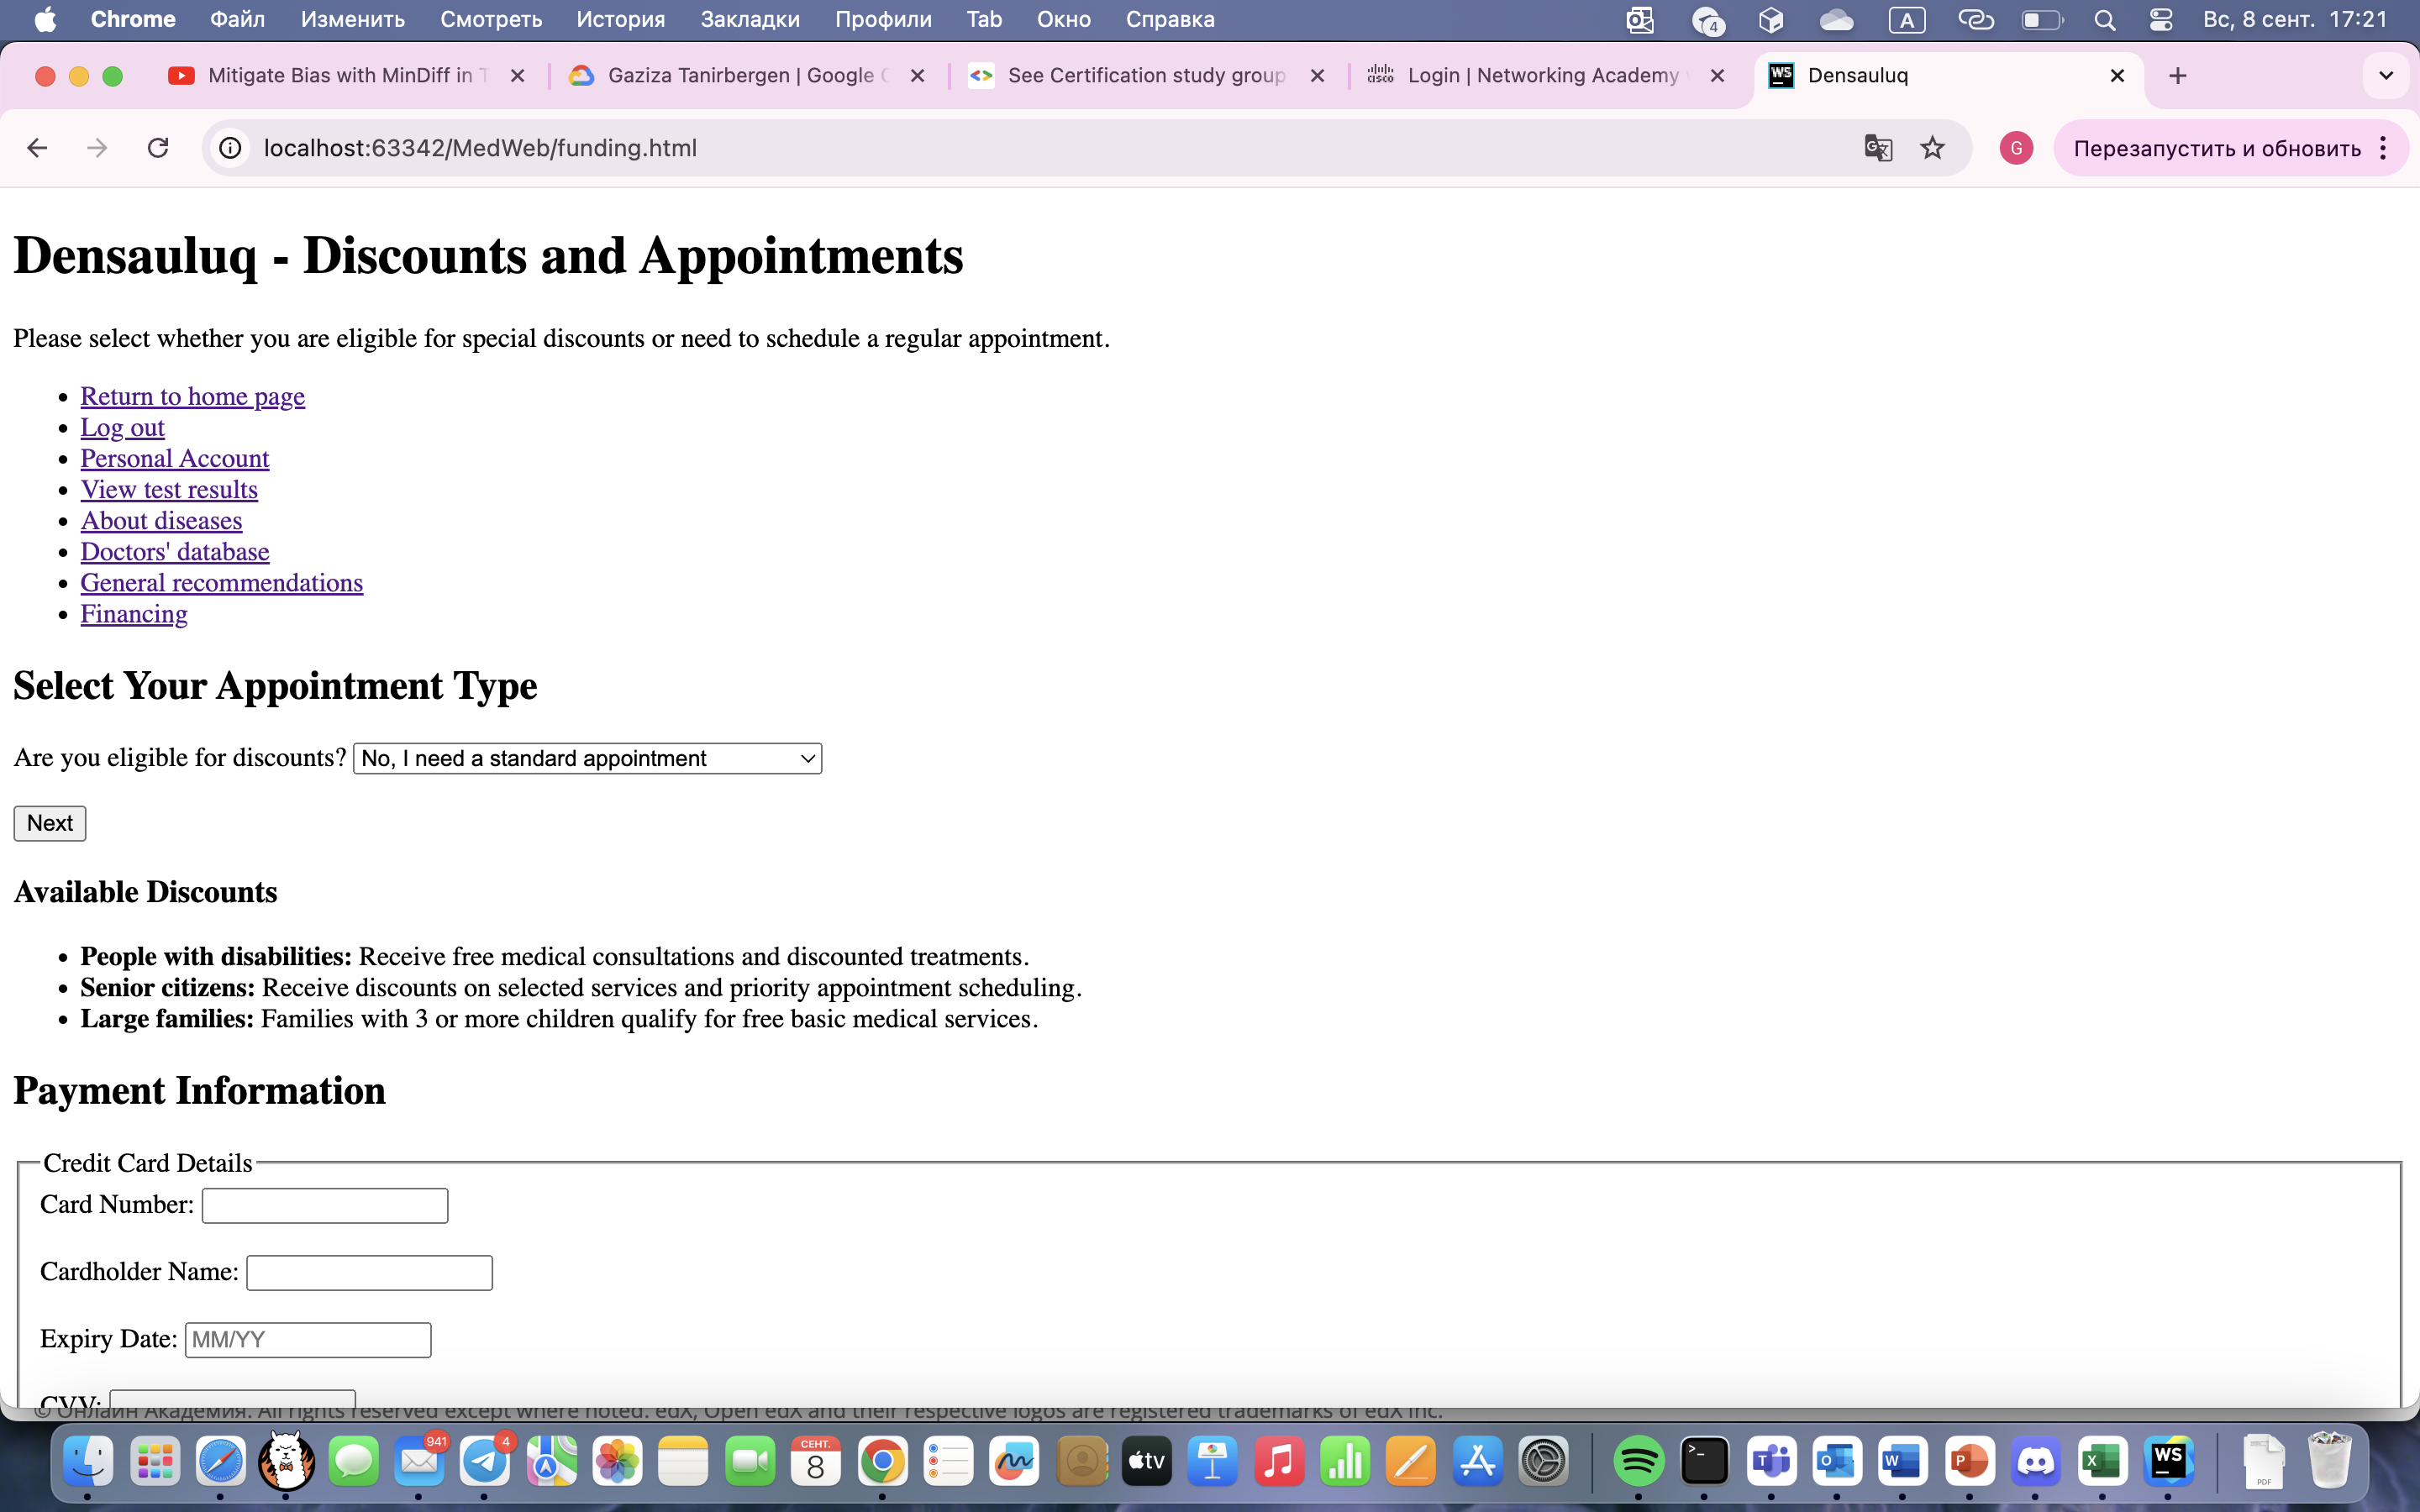 Chrome Файл Изменить Смотреть История Закладки Профили Tab Окно Справка 4 A Вс, 8 сент. 17:21
Mitigate Bias with MinDiff in T Gaziza Tanirbergen | Google C See Certification study group CISCO Login | Networking Academy WS Densauluq
localhost:63342/MedWeb/funding.html G Перезапустить и обновить
Densauluq - Discounts and Appointments
Please select whether you are eligible for special discounts or need to schedule a regular appointment.
Return to home page
Log out
Personal Account
View test results
About diseases
Doctors' database
General recommendations
Financing
Select Your Appointment Type
Are you eligible for discounts? No, I need a standard appointment
Next
Available Discounts
People with disabilities: Receive free medical consultations and discounted treatments.
Senior citizens: Receive discounts on selected services and priority appointment scheduling.
Large families: Families with 3 or more children qualify for free basic medical services.
Payment Information
Credit Card Details
Card Number:
Cardholder Name:
Expiry Date: MM/YY
CVV:
© Онлайн Академия. All rights reserved except where noted. edX, Open edX and their respective logos are registered trademarks of edX Inc.
941 4 СЕНТ. 8 tv T O W P X WS PDF